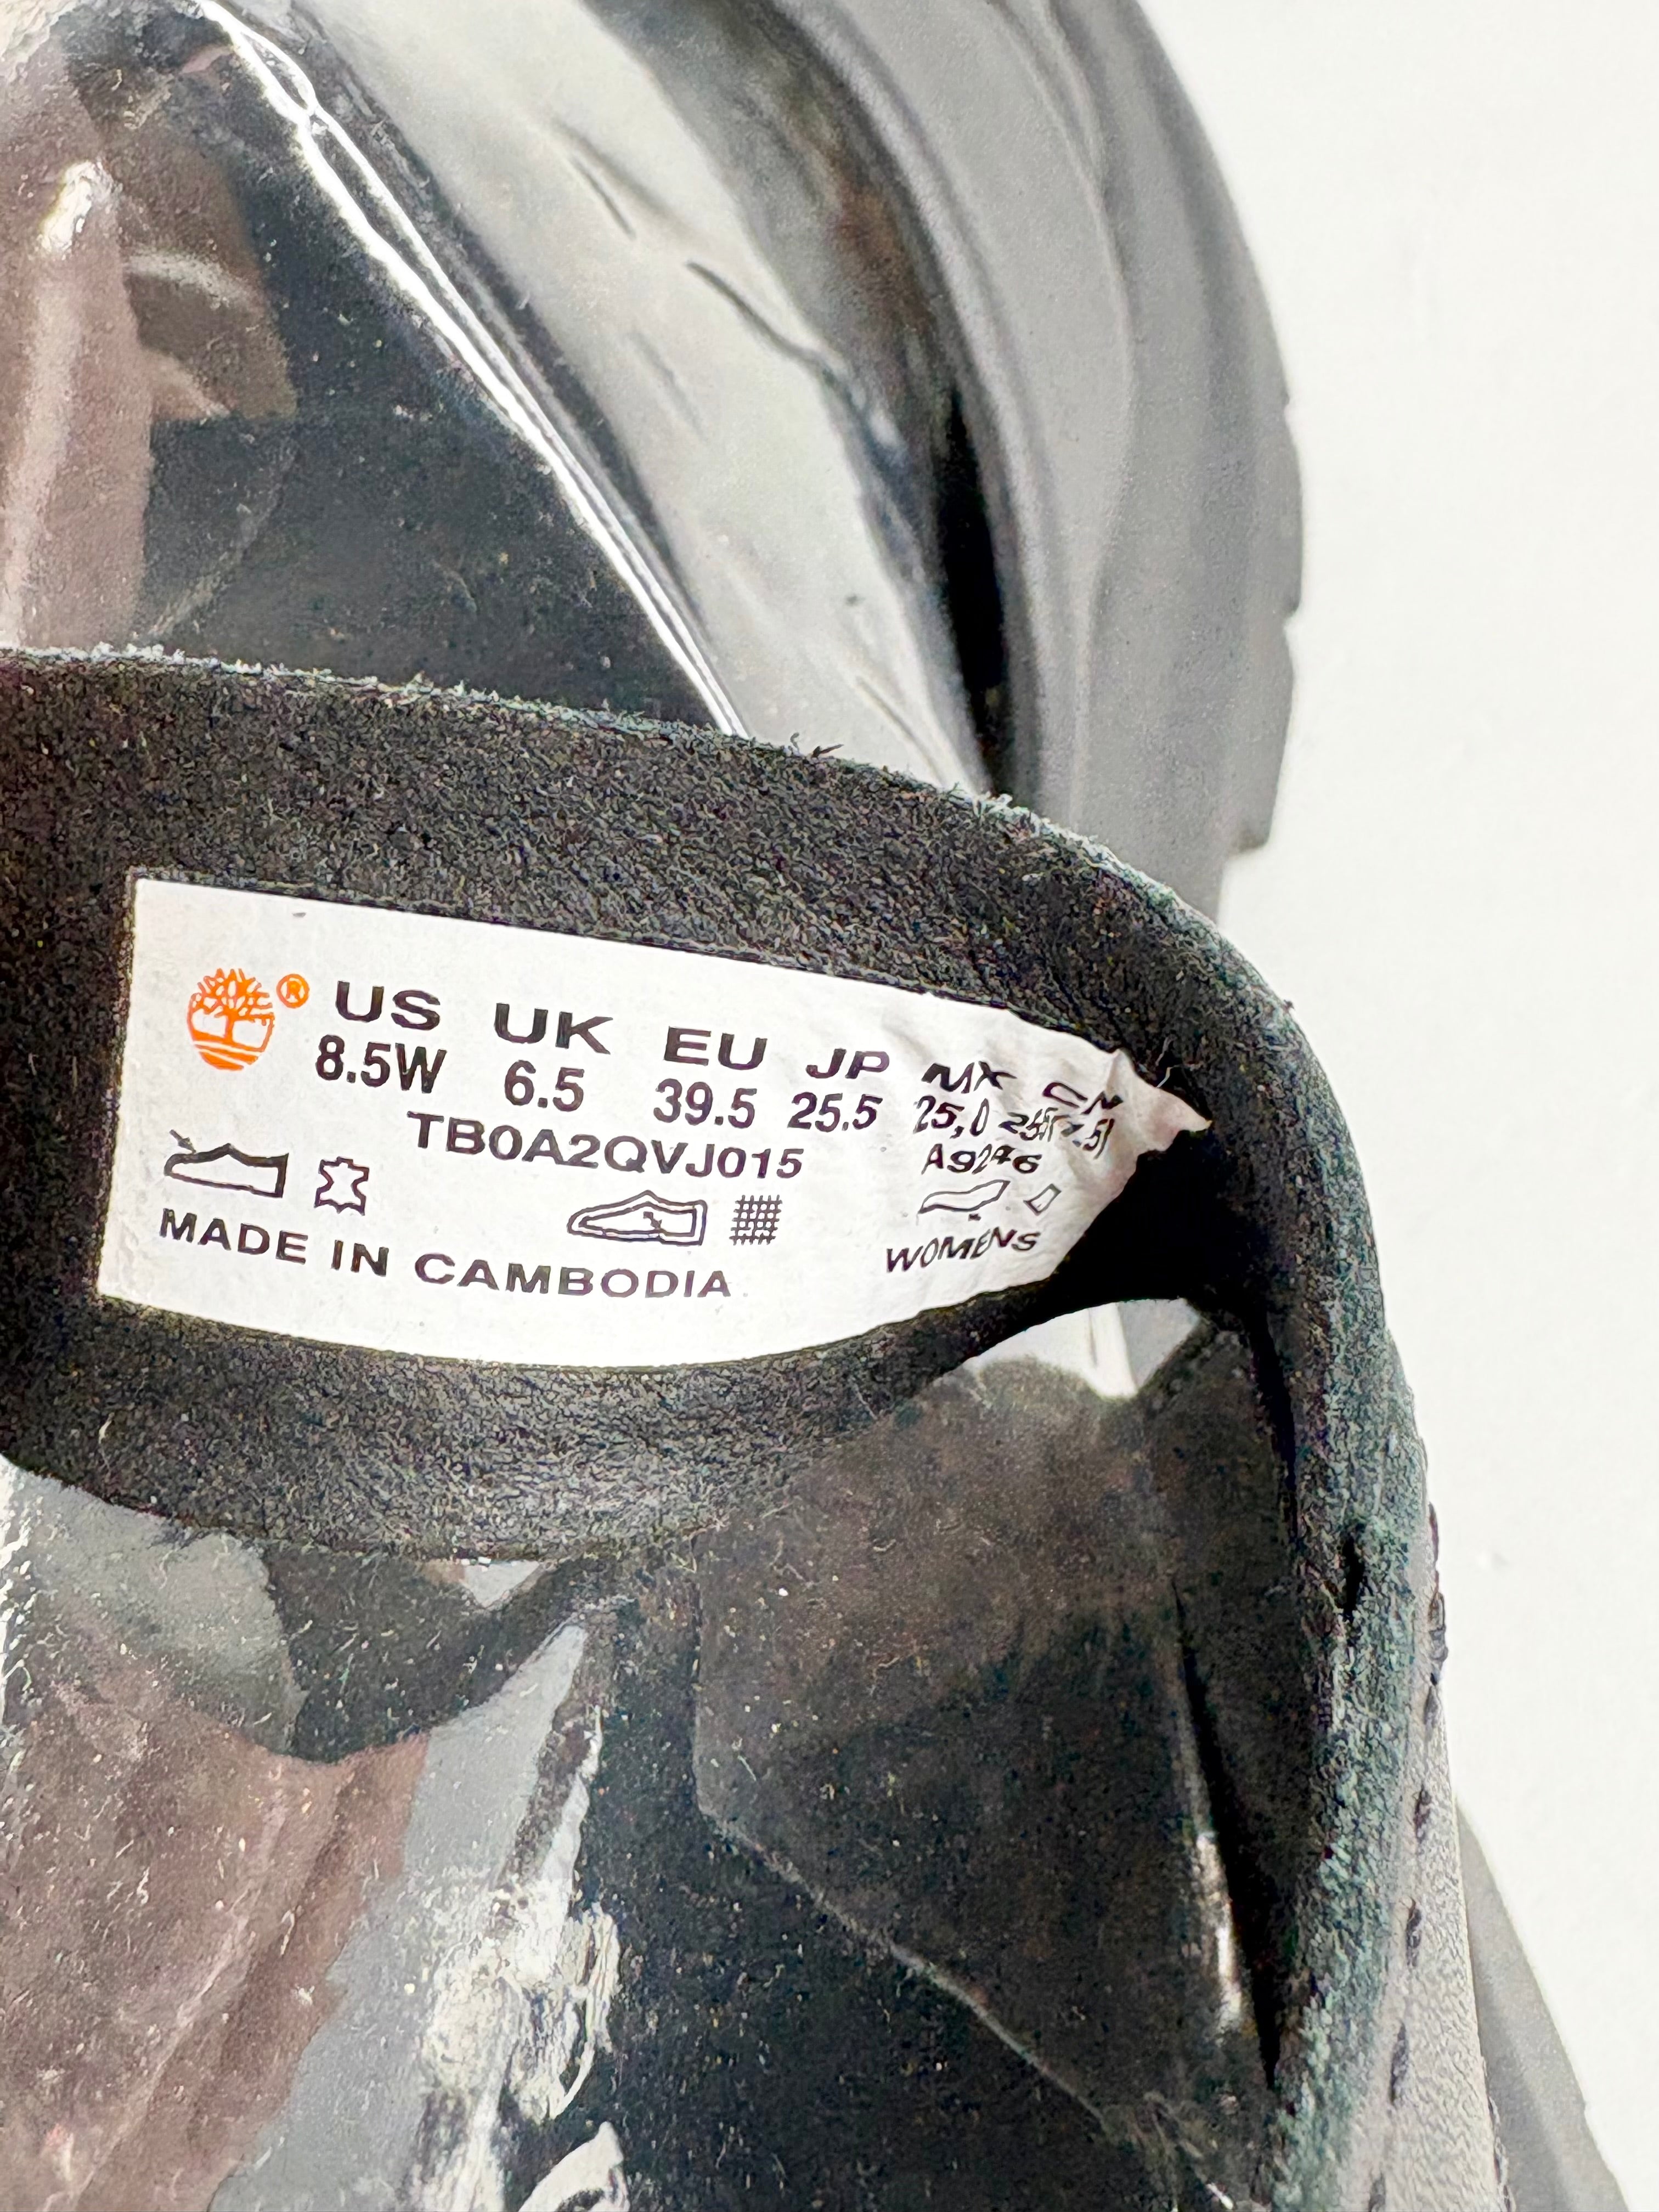 ® US UK EU JP MX CN
8.5W 6.5 39.5 25.5 25,0
TB0A2QVJ015
MADE IN CAMBODIA WOMENS